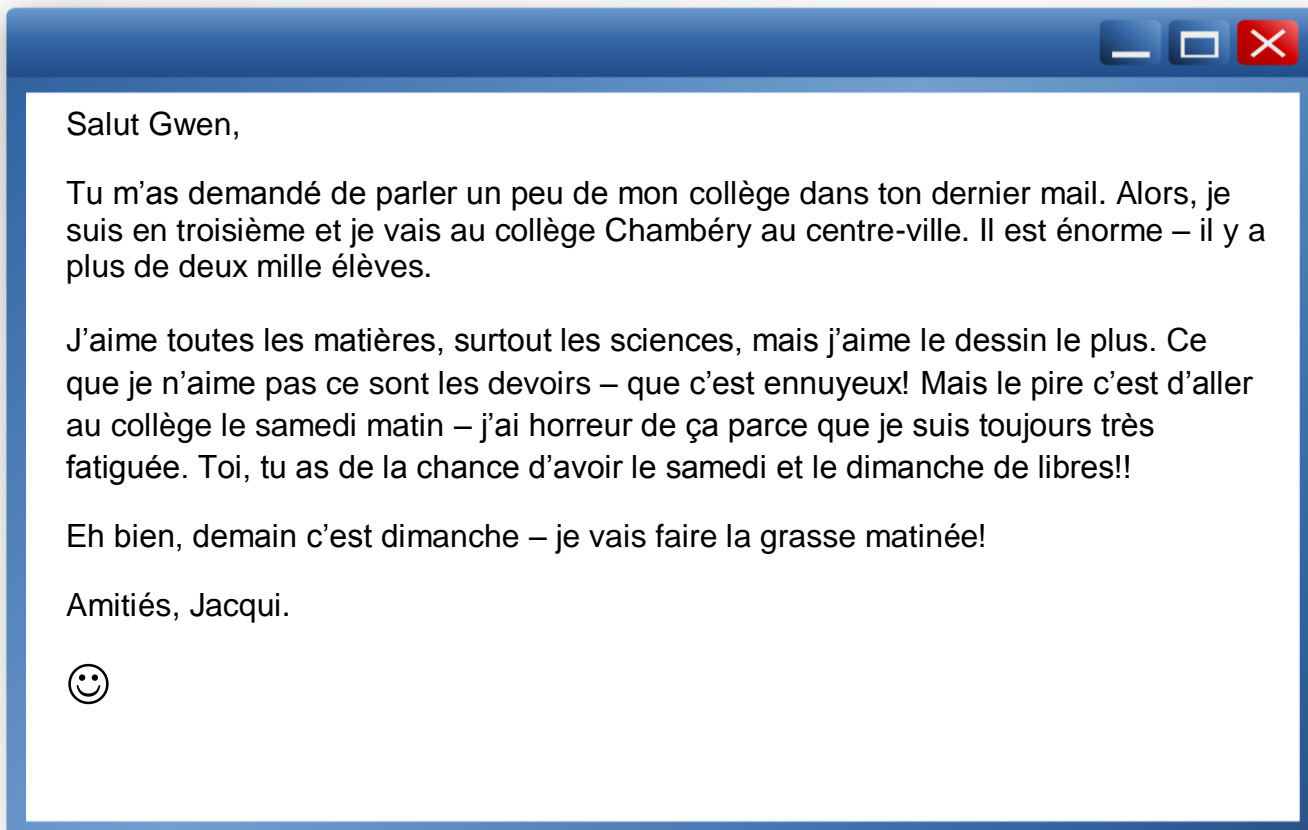 Salut Gwen,
Tu m’as demandé de parler un peu de mon collège dans ton dernier mail. Alors, je
suis en troisième et je vais au collège Chambéry au centre-ville. Il est énorme – il y a
plus de deux mille élèves.
J’aime toutes les matières, surtout les sciences, mais j’aime le dessin le plus. Ce
que je n’aime pas ce sont les devoirs – que c’est ennuyeux! Mais le pire c’est d’aller
au collège le samedi matin – j’ai horreur de ça parce que je suis toujours très
fatiguée. Toi, tu as de la chance d’avoir le samedi et le dimanche de libres!!
Eh bien, demain c’est dimanche – je vais faire la grasse matinée!
Amitiés, Jacqui.